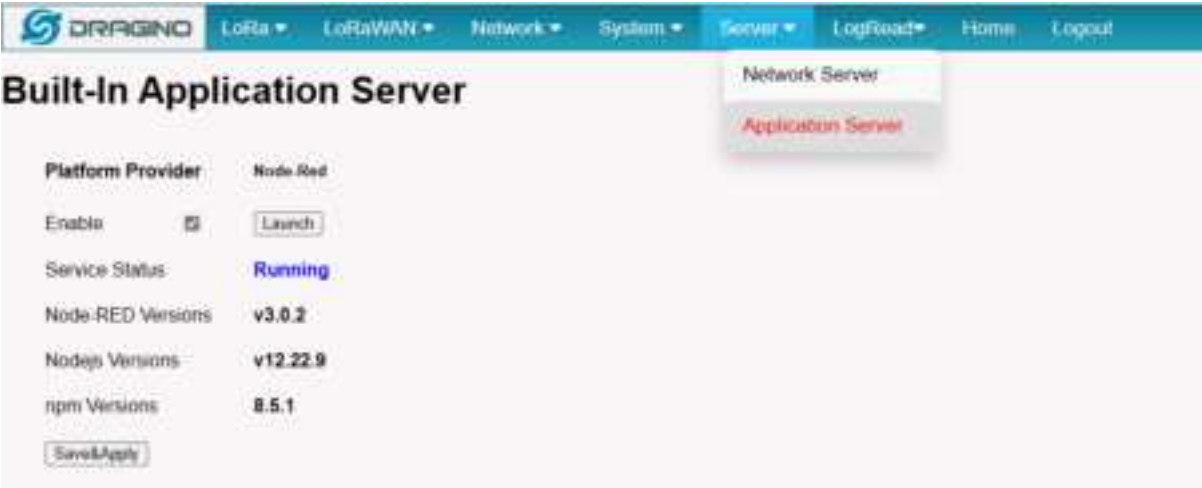 DRAGINO LoRa LoRaWAN Network System Server LogRead Home Logout
Network Server
Application Server
Built-In Application Server
Platform Provider Node-Red
Enable Launch
Service Status Running
Node-RED Versions v3.0.2
Nodejs Versions v12.22.9
npm Versions 8.5.1
Save&Apply